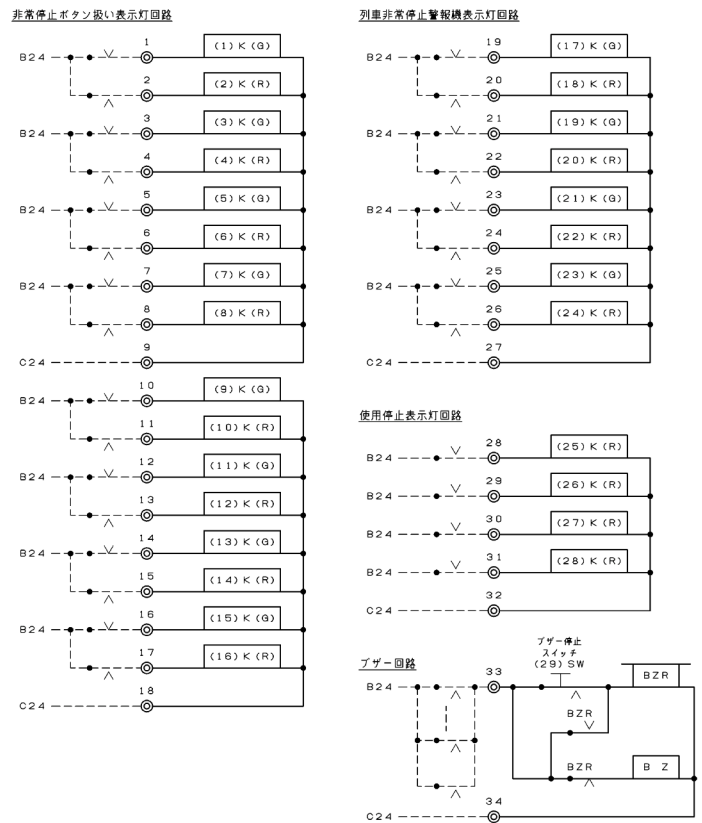 非常停止ボタン扱い表示灯回路
B24
1
(1)K(G)
2
(2)K(R)
B24
3
(3)K(G)
4
(4)K(R)
B24
5
(5)K(G)
6
(6)K(R)
B24
7
(7)K(G)
8
(8)K(R)
C24
9
B24
10
(9)K(G)
11
(10)K(R)
B24
12
(11)K(G)
13
(12)K(R)
B24
14
(13)K(G)
15
(14)K(R)
B24
16
(15)K(G)
17
(16)K(R)
C24
18
列車非常停止警報機表示灯回路
B24
19
(17)K(G)
20
(18)K(R)
B24
21
(19)K(G)
22
(20)K(R)
B24
23
(21)K(G)
24
(22)K(R)
B24
25
(23)K(G)
26
(24)K(R)
C24
27
使用停止表示灯回路
B24
28
(25)K(R)
B24
29
(26)K(R)
B24
30
(27)K(R)
B24
31
(28)K(R)
C24
32
ブザー回路
ブザー停止
スイッチ
(29)SW
B24
33
BZR
BZR
BZR
B Z
C24
34